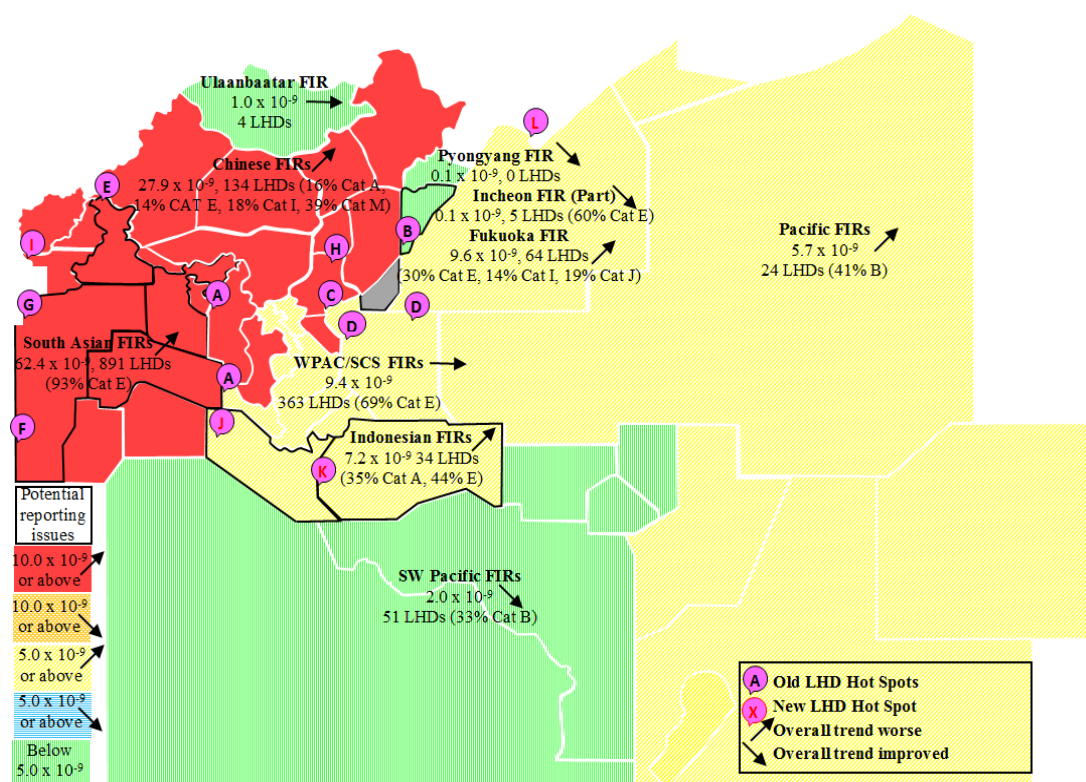 Ulaanbaatar FIR
1.0 x 10-9
4 LHDs
L
Chinese FIRs
27.9 x 10-9, 134 LHDs (16% Cat A,
14% CAT E, 18% Cat I, 39% Cat M)
Pyongyang FIR
0.1 x 10-9, 0 LHDs
Incheon FIR (Part)
0.1 x 10-9, 5 LHDs (60% Cat E)
Fukuoka FIR
9.6 x 10-9, 64 LHDs
(30% Cat E, 14% Cat I, 19% Cat J)
Pacific FIRs
5.7 x 10-9
24 LHDs (41% B)
E
I
B
H
G
A
C
D
D
South Asian FIRs
62.4 x 10-9, 891 LHDs
(93% Cat E)
WPAC/SCS FIRs
9.4 x 10-9
363 LHDs (69% Cat E)
A
F
J
K
Indonesian FIRs
7.2 x 10-9 34 LHDs
(35% Cat A, 44% E)
SW Pacific FIRs
2.0 x 10-9
51 LHDs (33% Cat B)
Potential
reporting
issues
10.0 x 10-9
or above
10.0 x 10-9
or above
5.0 x 10-9
or above
5.0 x 10-9
or above
Below
5.0 x 10-9
A Old LHD Hot Spots
X New LHD Hot Spot
Overall trend worse
Overall trend improved